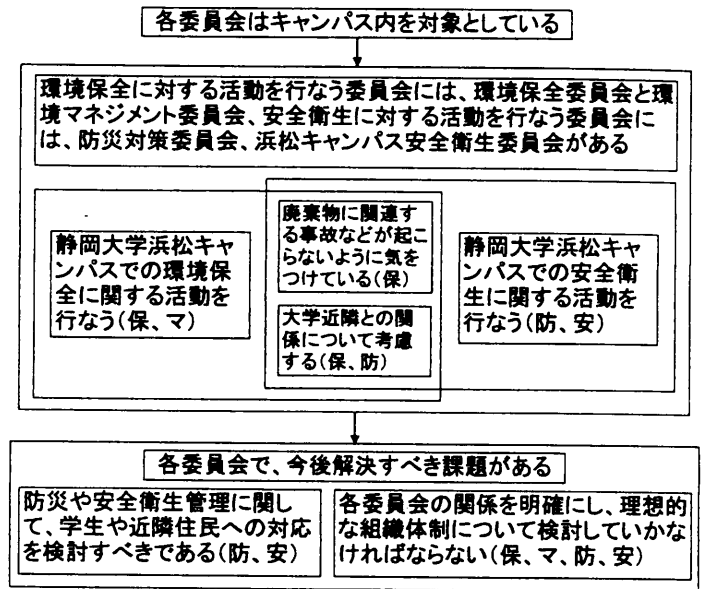 各委員会はキャンパス内を対象としている
環境保全に対する活動を行なう委員会には、環境保全委員会と環
境マネジメント委員会、安全衛生に対する活動を行なう委員会に
は、防災対策委員会、浜松キャンパス安全衛生委員会がある
静岡大学浜松キャ
ンパスでの環境保
全に関する活動を
行なう(保、マ)
廃棄物に関連す
る事故などが起こ
らないように気を
つけている(保)
大学近隣との関
係について考慮
する(保、防)
静岡大学浜松キャ
ンパスでの安全衛
生に関する活動を
行なう(防、安)
各委員会で、今後解決すべき課題がある
防災や安全衛生管理に関し
て、学生や近隣住民への対応
を検討すべきである(防、安)
各委員会の関係を明確にし、理想的
な組織体制について検討していかな
ければならない(保、マ、防、安)